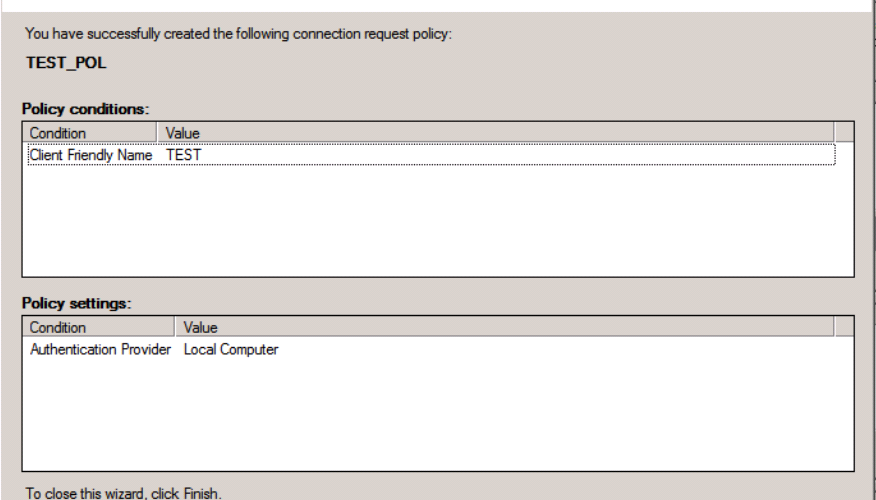 You have successfully created the following connection request policy:
TEST_POL
Policy conditions:
Condition Value
Client Friendly Name TEST
Policy settings:
Condition Value
Authentication Provider Local Computer
To close this wizard, click Finish.